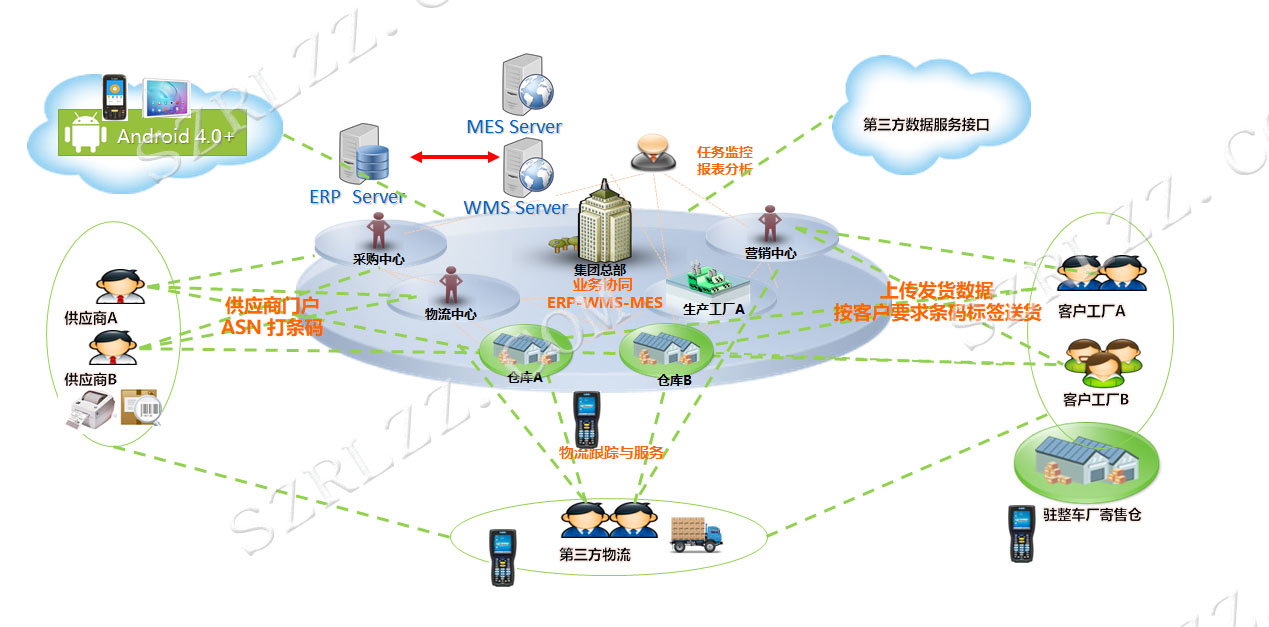 SZRLZZ.COM
MES Server
Android 4.0+
第三方数据服务接口
任务监控
报表分析
ERP Server
WMS Server
采购中心
营销中心
集团总部
业务协同
ERP-WMS-MES
供应商门户
ASN 打条码
供应商A
物流中心
生产工厂A
上传发货数据
按客户要求条码标签送货
客户工厂A
供应商B
仓库A
仓库B
客户工厂B
物流跟踪与服务
驻整车厂寄售仓
第三方物流
SZRLZZ.
SZRLZZ.